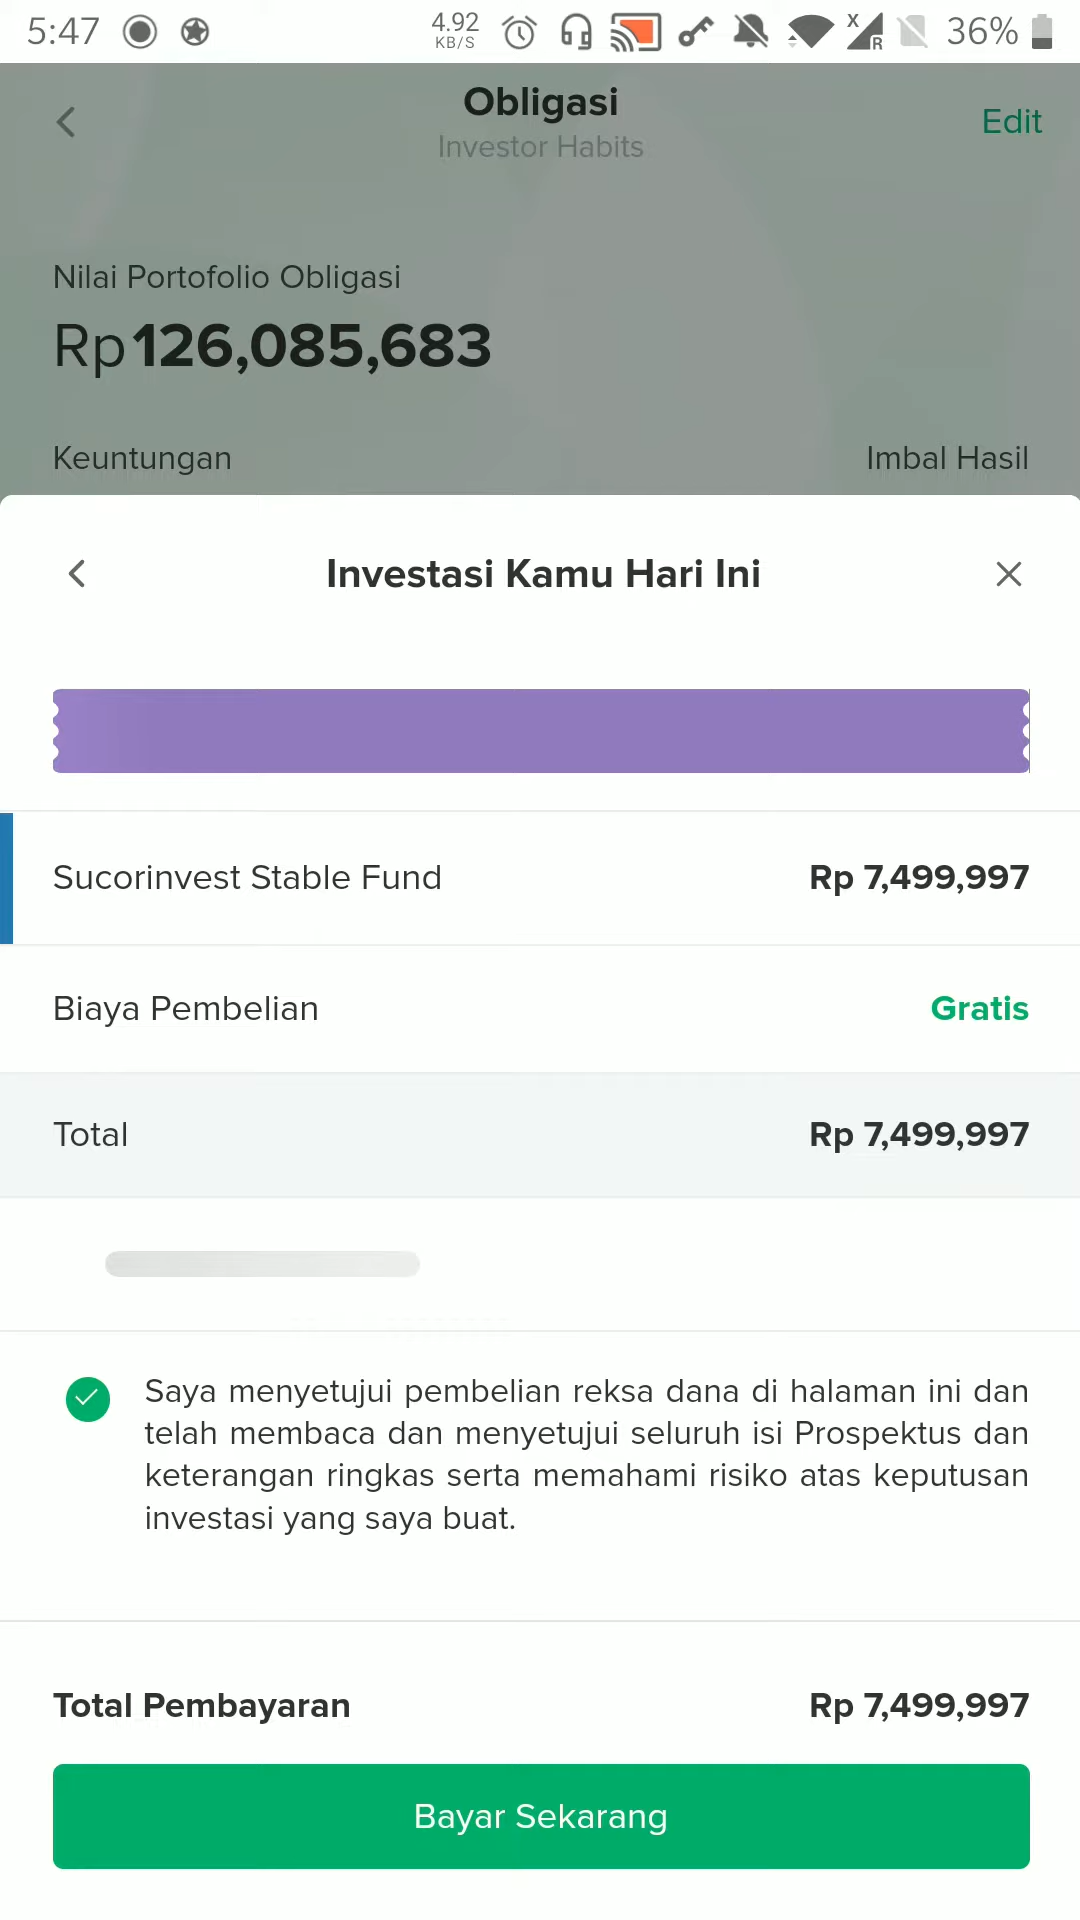 5:47
4.92
KB/S
X
R
36%
Obligasi
Investor Habits
Edit
Nilai Portofolio Obligasi
Rp126,085,683
Keuntungan
Imbal Hasil
Investasi Kamu Hari Ini
Sucorinvest Stable Fund
Rp 7,499,997
Biaya Pembelian
Gratis
Total
Rp 7,499,997
Saya menyetujui pembelian reksa dana di halaman ini dan
telah membaca dan menyetujui seluruh isi Prospektus dan
keterangan ringkas serta memahami risiko atas keputusan
investasi yang saya buat.
Total Pembayaran
Rp 7,499,997
Bayar Sekarang